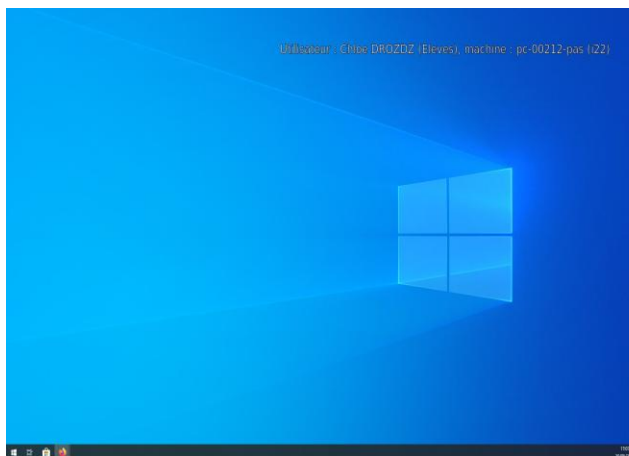 Utilisateur : Chloe DROZDZ (Eleves), machine : pc-00212-pas (i22)